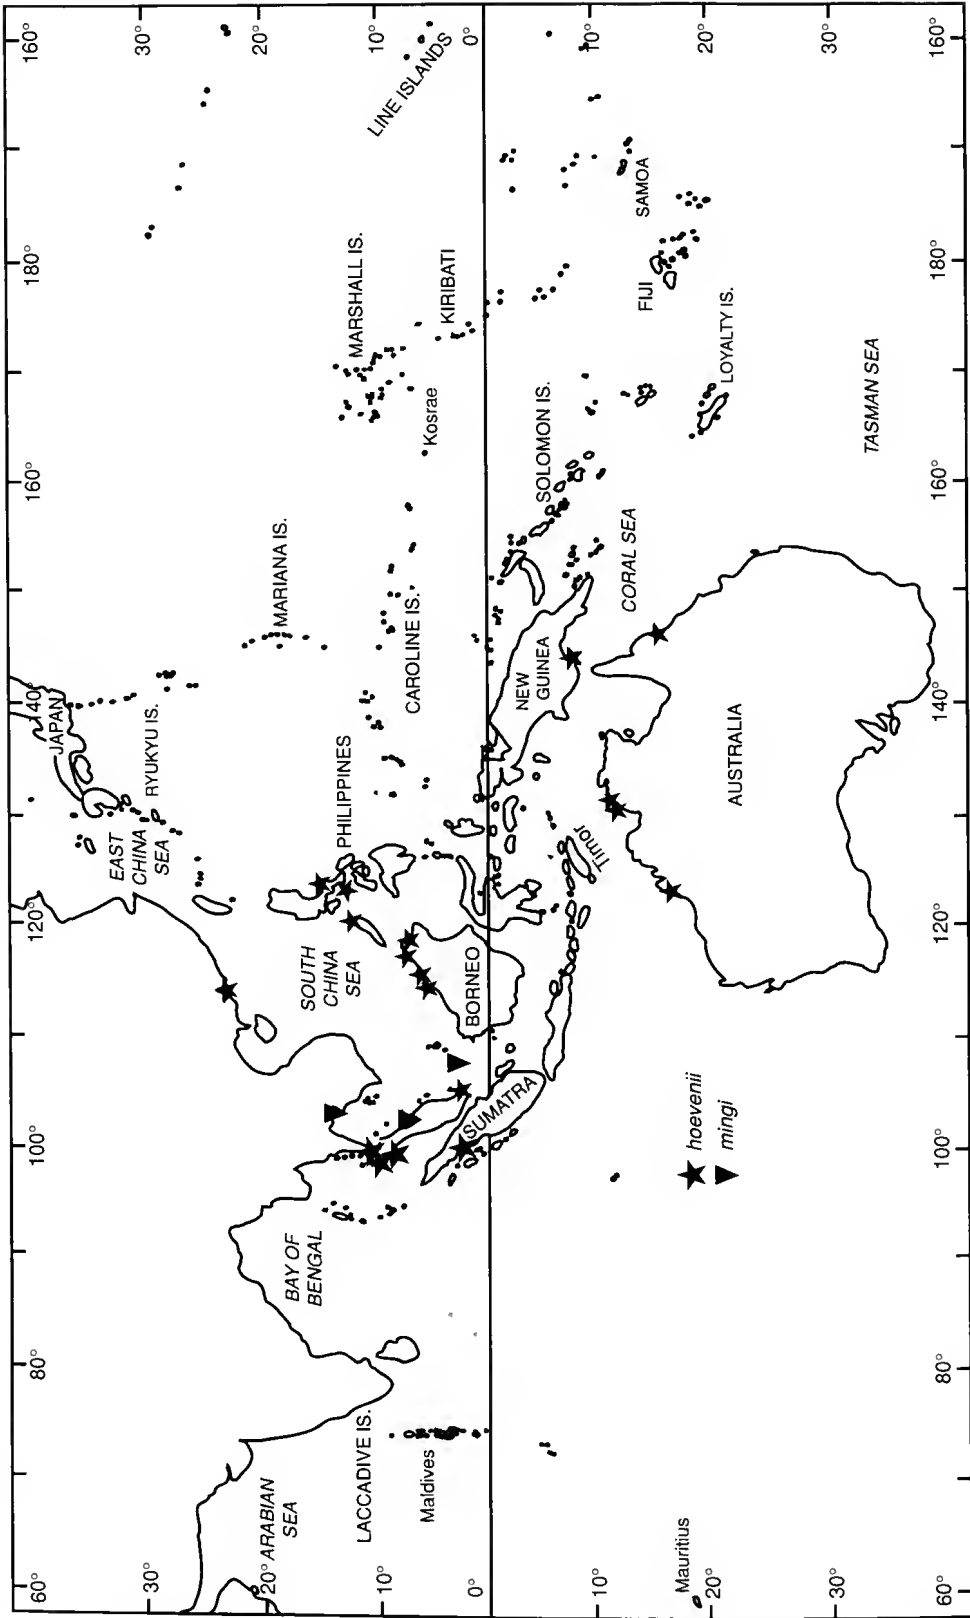 60°
80°
100°
120°
140°
160°
180°
160°
30°
30°
JAPAN
EAST
CHINA
SEA
RYUKYU IS.
20°
20°
ARABIAN
SEA
BAY OF
BENGAL
MARIANA IS.
SOUTH
CHINA
SEA
PHILIPPINES
MARSHALL IS.
LACCADIVE IS.
10°
10°
LINE ISLANDS
CAROLINE IS.
Kosrae
KIRIBATI
Maldives
0°
0°
BORNEO
SUMATRA
NEW
GUINEA
SOLOMON IS.
10°
10°
Timor
CORAL SEA
FIJI
SAMOA
Mauritius
20°
20°
hoevenii
mingi
AUSTRALIA
LOYALTY IS.
30°
30°
TASMAN SEA
60°
80°
100°
120°
140°
160°
180°
160°